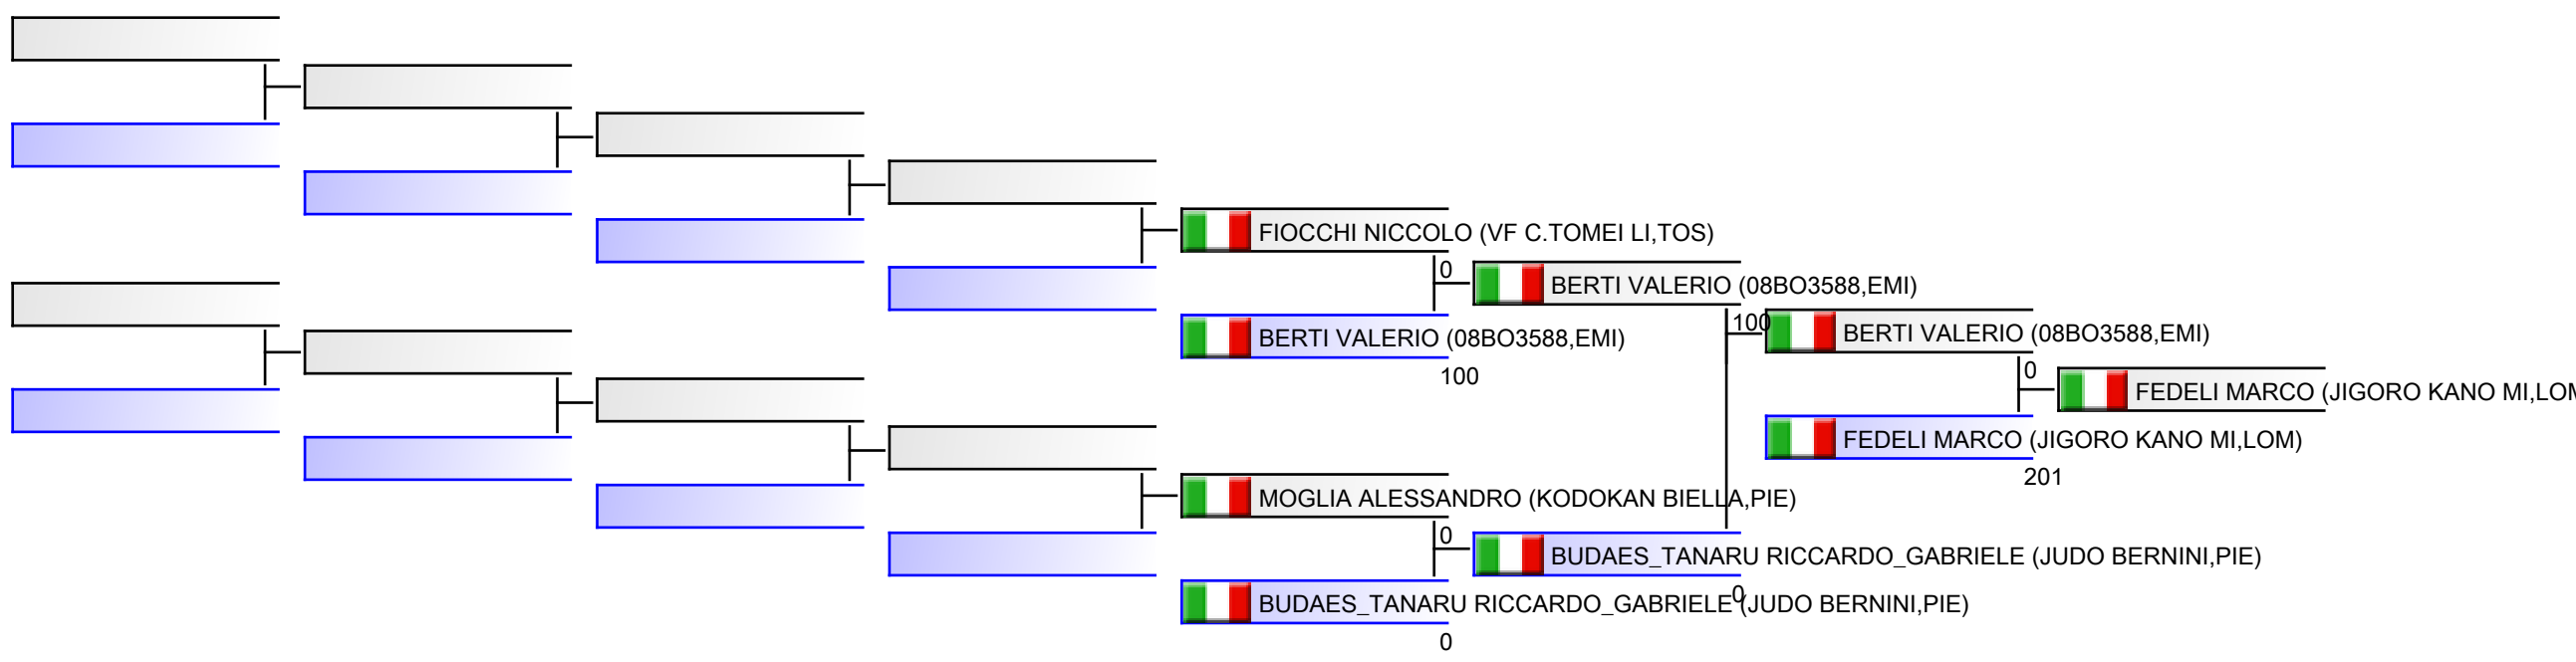 FIOCCHI NICCOLO (VF C.TOMEI LI,TOS)
0
BERTI VALERIO (08BO3588,EMI)
BERTI VALERIO (08BO3588,EMI)
100
100
BERTI VALERIO (08BO3588,EMI)
0
FEDELI MARCO (JIGORO KANO MI,LOM
FEDELI MARCO (JIGORO KANO MI,LOM)
201
MOGLIA ALESSANDRO (KODOKAN BIELLA,PIE)
0
BUDAES_TANARU RICCARDO_GABRIELE (JUDO BERNINI,PIE)
0
BUDAES_TANARU RICCARDO_GABRIELE (JUDO BERNINI,PIE)
0